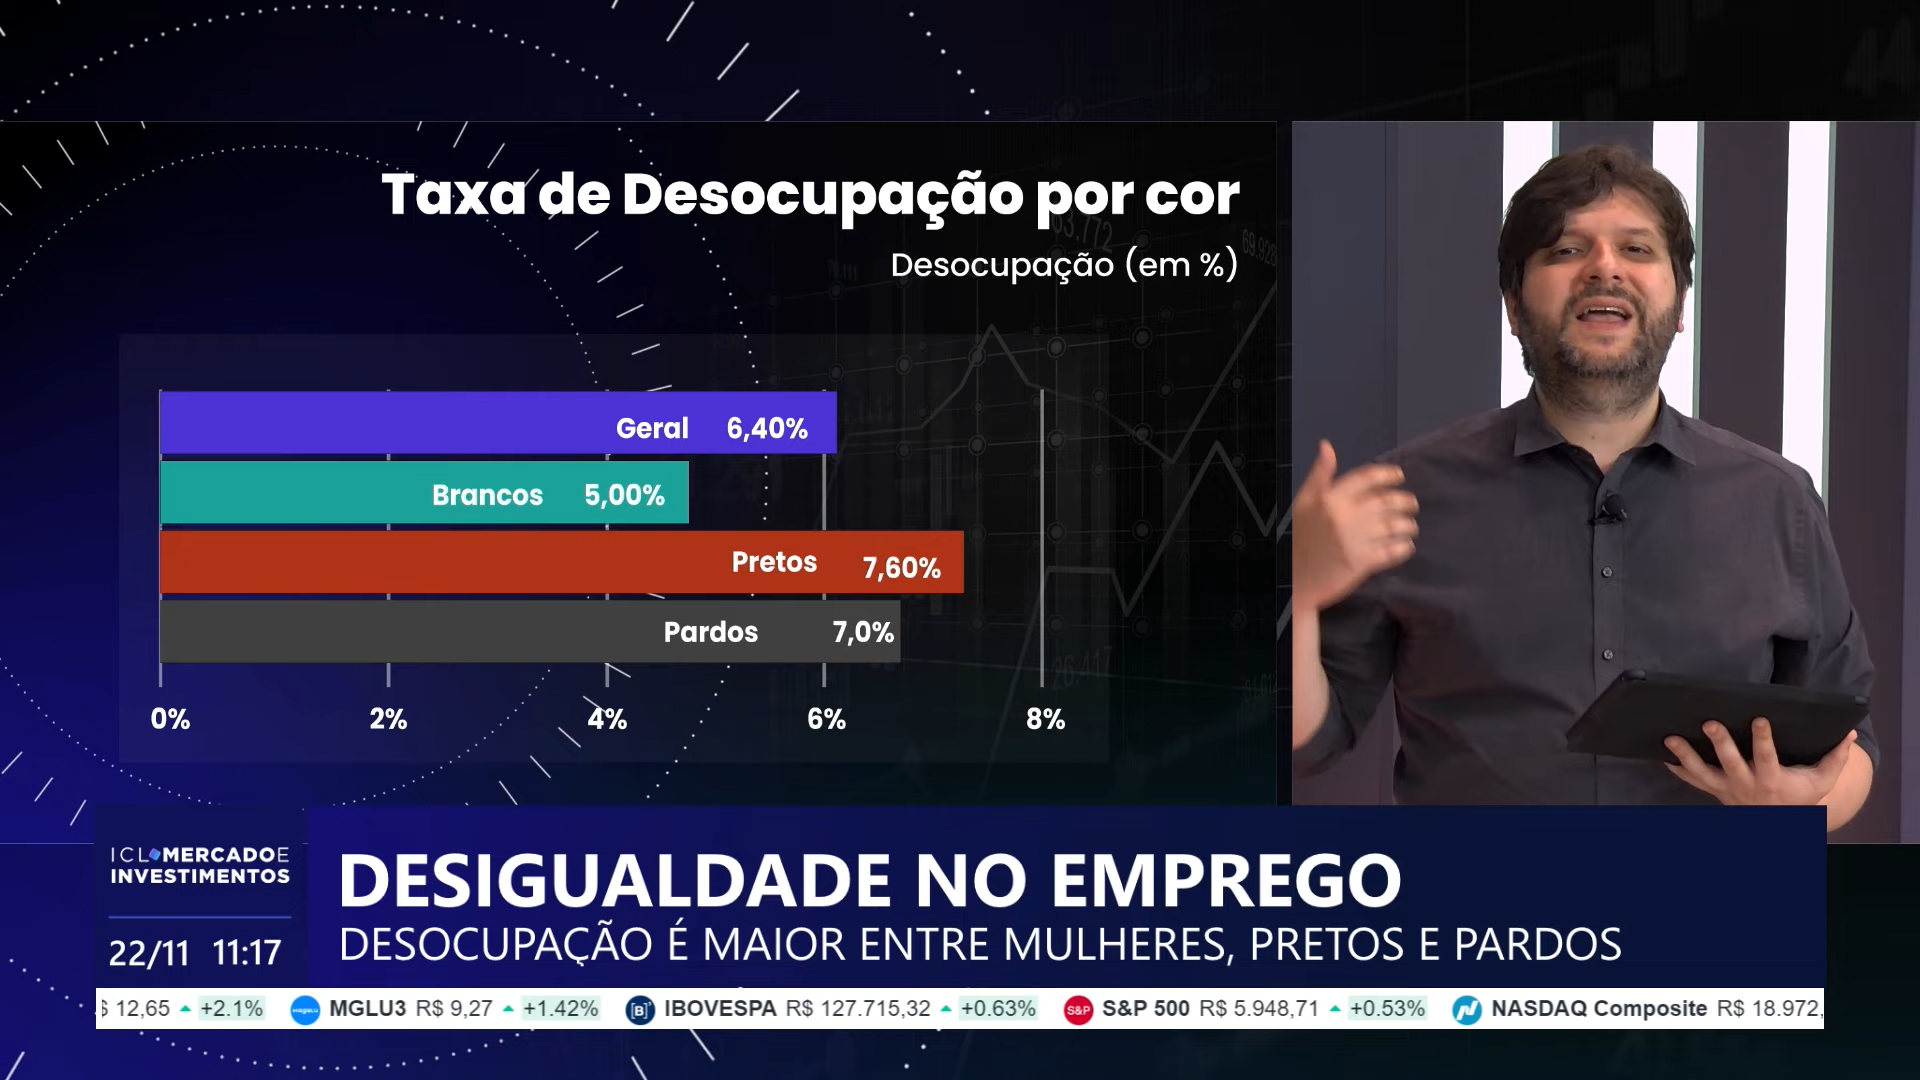 Taxa de Desocupação por cor
Desocupação (em %)
Geral 6,40%
Brancos 5,00%
Pretos 7,60%
Pardos 7,0%
0% 2% 4% 6% 8%
ICL MERCADO E
INVESTIMENTOS
22/11 11:17
DESIGUALDADE NO EMPREGO
DESOCUPAÇÃO É MAIOR ENTRE MULHERES, PRETOS E PARDOS
$ 12,65 +2.1% MGLU3 R$ 9,27 +1.42% [B]³ IBOVESPA R$ 127.715,32 +0.63% S&P S&P 500 R$ 5.948,71 +0.53% NASDAQ Composite R$ 18.972,